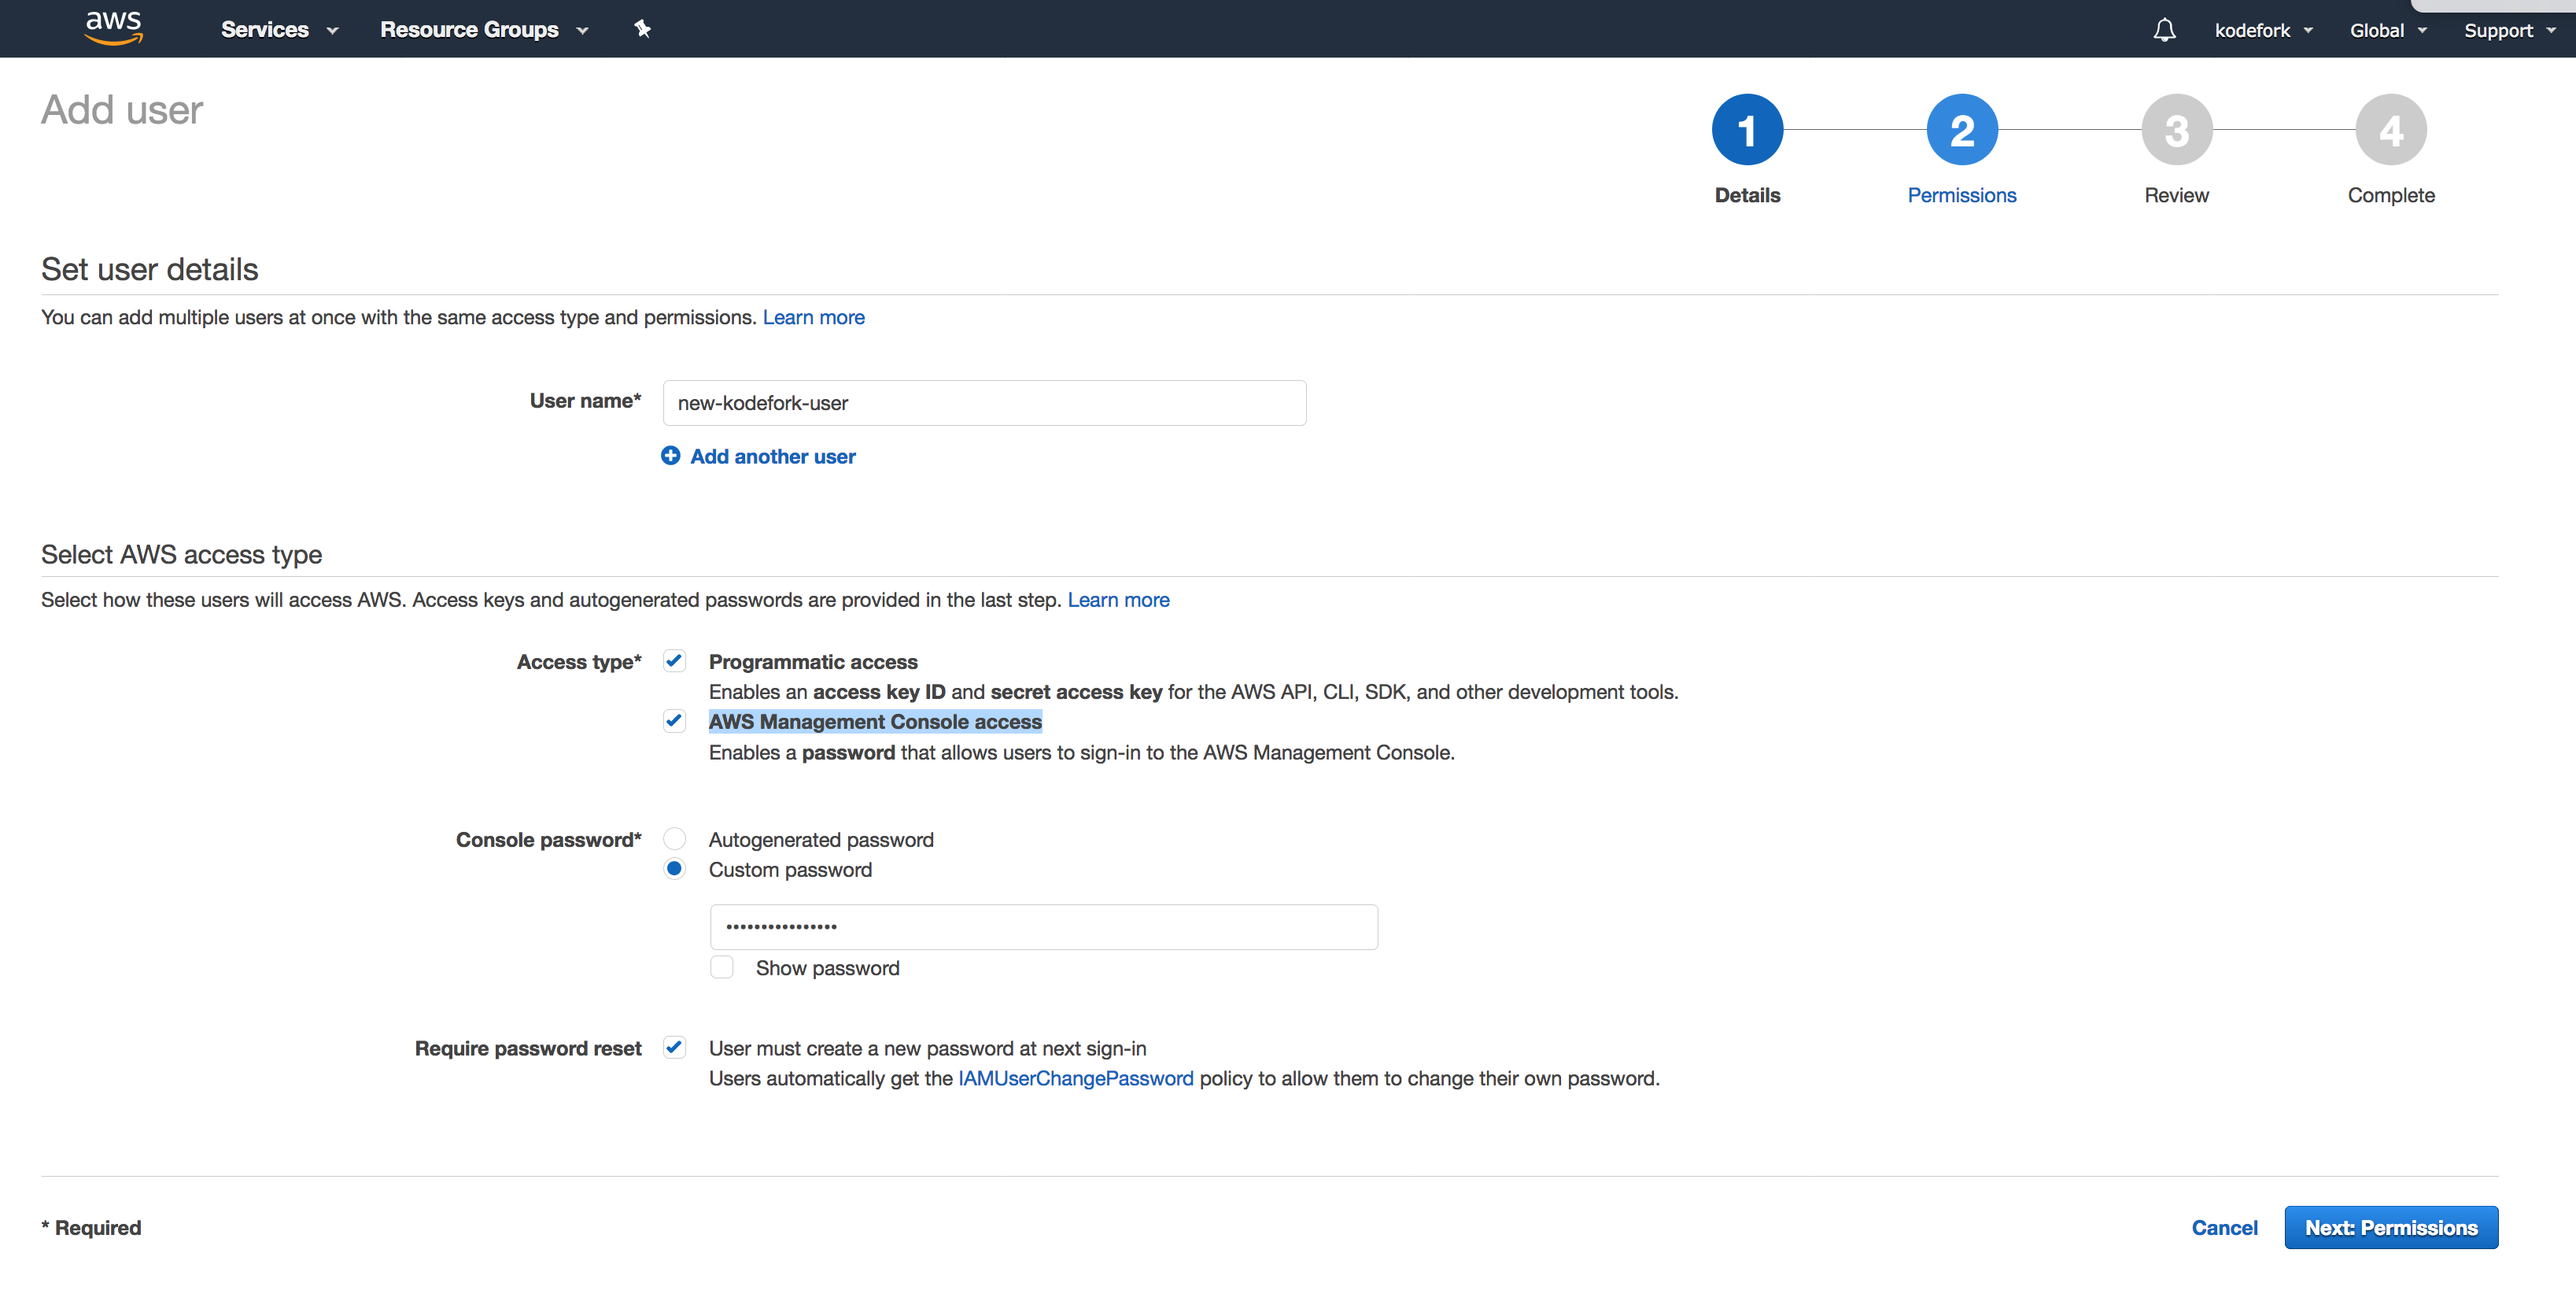 aws Services Resource Groups kodefork Global Support
Add user
1 2 3 4
Details Permissions Review Complete
Set user details
You can add multiple users at once with the same access type and permissions. Learn more
User name* new-kodefork-user
Add another user
Select AWS access type
Select how these users will access AWS. Access keys and autogenerated passwords are provided in the last step. Learn more
Access type* Programmatic access
Enables an access key ID and secret access key for the AWS API, CLI, SDK, and other development tools.
AWS Management Console access
Enables a password that allows users to sign-in to the AWS Management Console.
Console password* Autogenerated password
Custom password
••••••••••••••••
Show password
Require password reset User must create a new password at next sign-in
Users automatically get the IAMUserChangePassword policy to allow them to change their own password.
* Required Cancel Next: Permissions